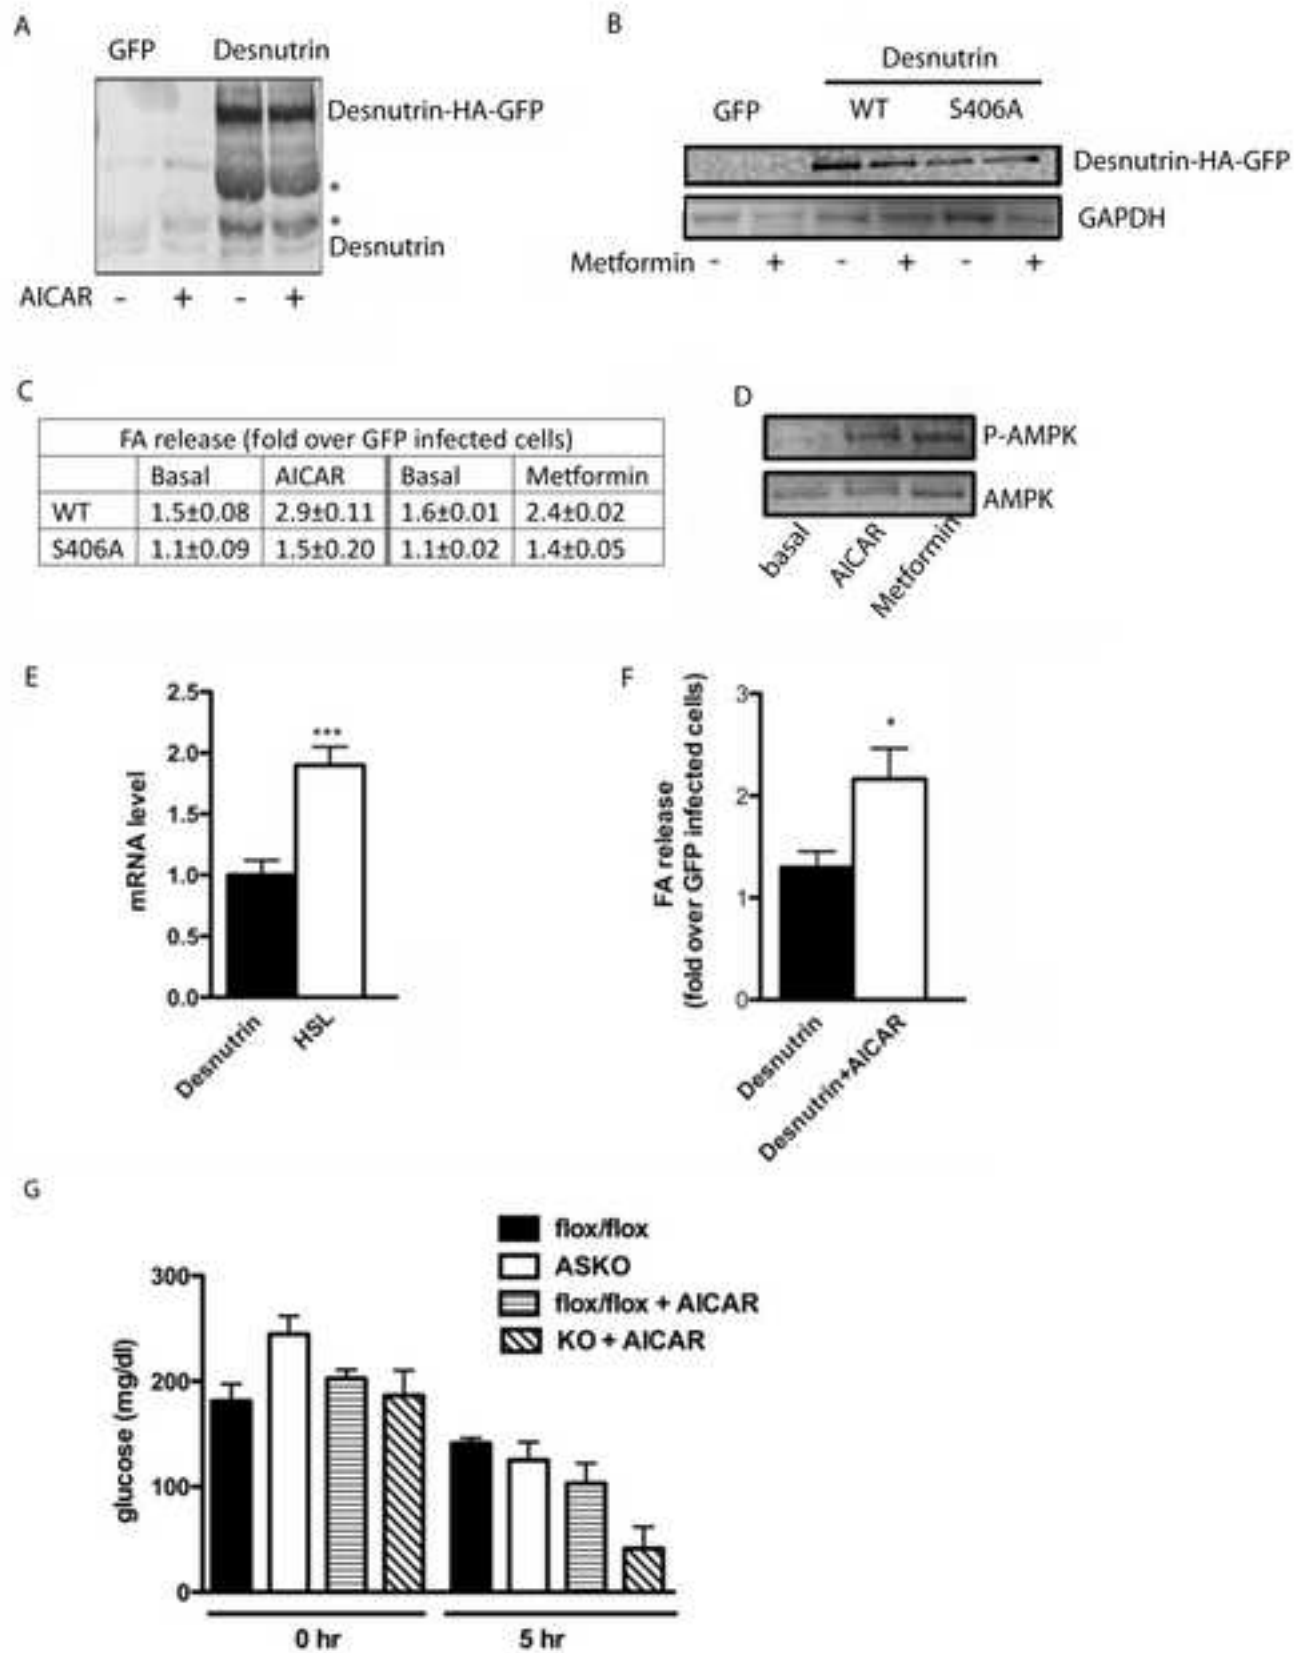 A
GFP Desnutrin
Desnutrin-HA-GFP
*
*
Desnutrin
AICAR - + - +
B
Desnutrin
GFP WT S406A
Desnutrin-HA-GFP
GAPDH
Metformin - + - + - +
C
FA release (fold over GFP infected cells)
Basal AICAR Basal Metformin
WT 1.5±0.08 2.9±0.11 1.6±0.01 2.4±0.02
S406A 1.1±0.09 1.5±0.20 1.1±0.02 1.4±0.05
D
P-AMPK
AMPK
basal AICAR Metformin
E
mRNA level
2.5
2.0
1.5
1.0
0.5
0.0
***
Desnutrin HSL
F
FA release
(fold over GFP infected cells)
3
2
1
0
*
Desnutrin Desnutrin+AICAR
G
flox/flox
ASKO
flox/flox + AICAR
KO + AICAR
glucose (mg/dl)
300
200
100
0
0 hr 5 hr